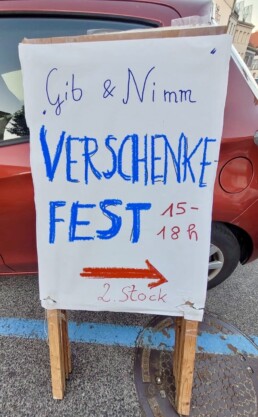 Gib & Nimm
VERSCHENKE-
FEST 15-
18 h
2. Stock